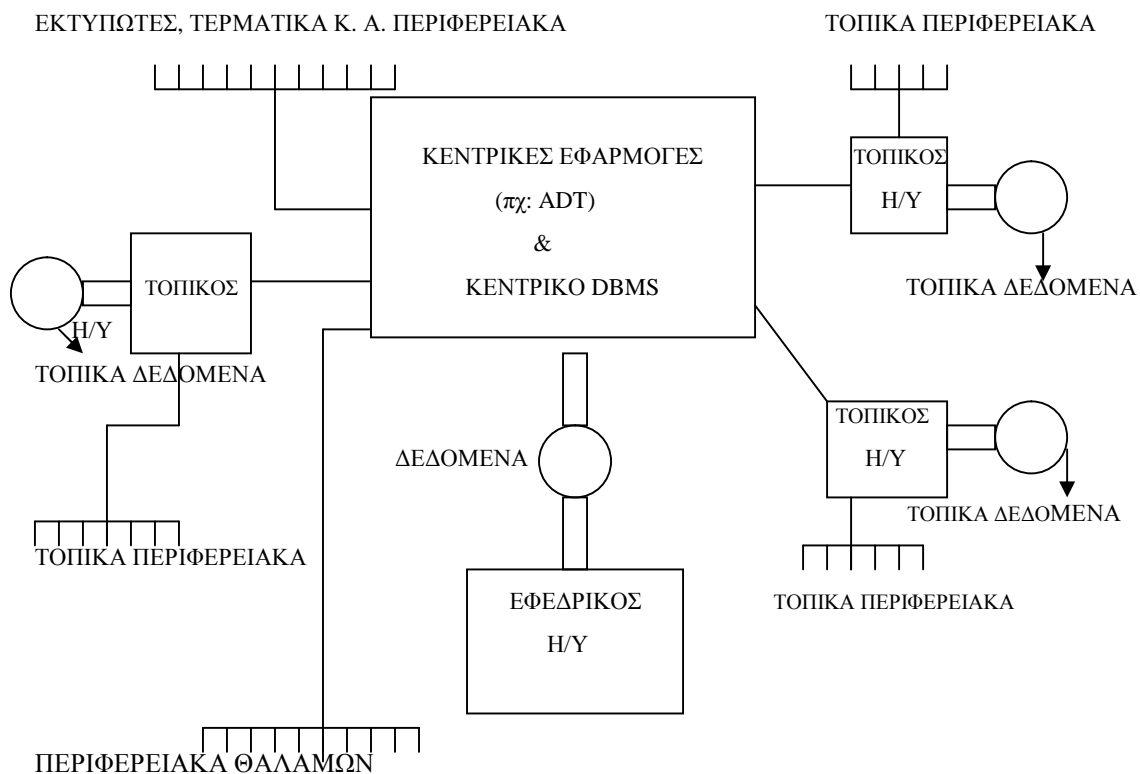 ΕΚΤΥΠΩΤΕΣ, ΤΕΡΜΑΤΙΚΑ Κ. Α. ΠΕΡΙΦΕΡΕΙΑΚΑ
ΤΟΠΙΚΑ ΠΕΡΙΦΕΡΕΙΑΚΑ
ΚΕΝΤΡΙΚΕΣ ΕΦΑΡΜΟΓΕΣ
(πχ: ADT)
&
ΚΕΝΤΡΙΚΟ DBMS
ΤΟΠΙΚΟΣ
Η/Υ
ΤΟΠΙΚΑ ΔΕΔΟΜΕΝΑ
ΤΟΠΙΚΟΣ
Η/Υ
ΤΟΠΙΚΑ ΔΕΔΟΜΕΝΑ
ΤΟΠΙΚΟΣ
Η/Υ
ΔΕΔΟΜΕΝΑ
ΤΟΠΙΚΑ ΔΕΔΟΜΕΝΑ
ΤΟΠΙΚΑ ΠΕΡΙΦΕΡΕΙΑΚΑ
ΕΦΕΔΡΙΚΟΣ
Η/Υ
ΤΟΠΙΚΑ ΠΕΡΙΦΕΡΕΙΑΚΑ
ΠΕΡΙΦΕΡΕΙΑΚΑ ΘΑΛΑΜΩΝ